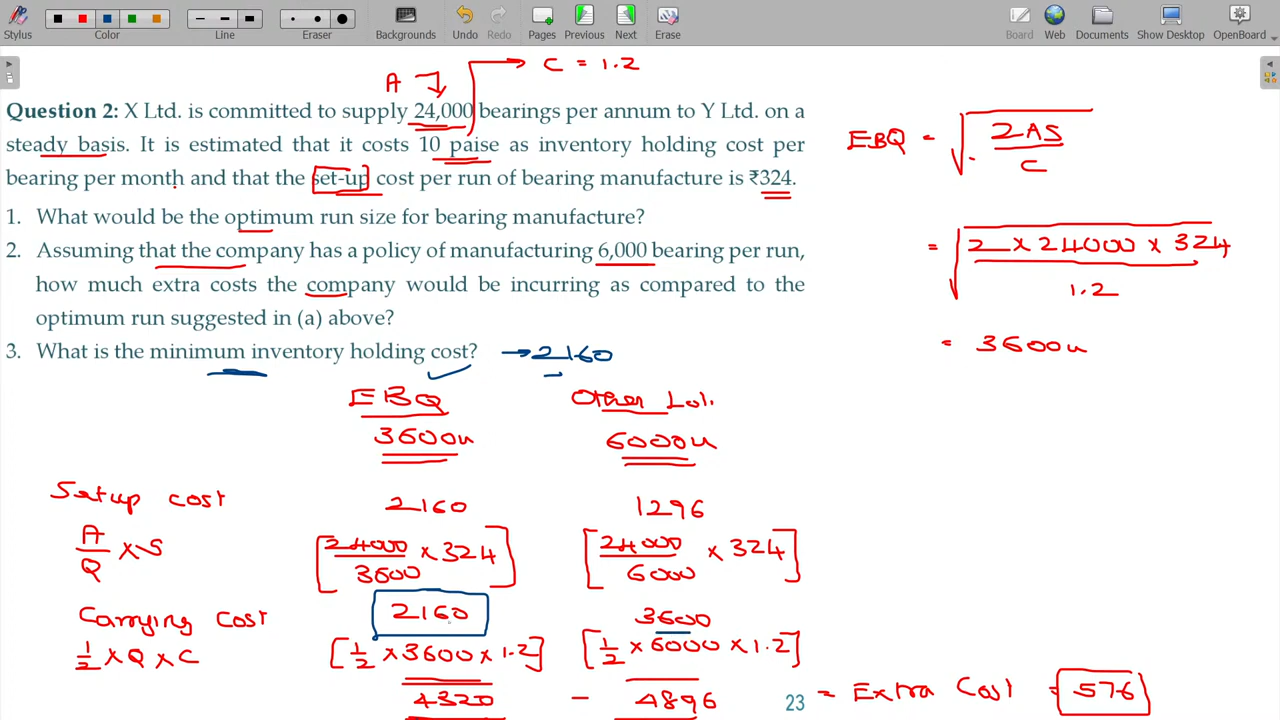 Stylus Color Line Eraser Backgrounds Undo Redo Pages Previous Next Erase Board Web Documents Show Desktop OpenBoard
A C = 1.2
Question 2: X Ltd. is committed to supply 24,000 bearings per annum to Y Ltd. on a
steady basis. It is estimated that it costs 10 paise as inventory holding cost per
bearing per month and that the set-up cost per run of bearing manufacture is ₹324.
1. What would be the optimum run size for bearing manufacture?
2. Assuming that the company has a policy of manufacturing 6,000 bearing per run,
how much extra costs the company would be incurring as compared to the
optimum run suggested in (a) above?
3. What is the minimum inventory holding cost? → 2160
EBQ = √ 2AS
C
= √ 2 × 24000 × 324
1.2
= 3600u
EBQ Other Lot.
3600u 6000u
Setup cost 2160 1296
A/Q × S [24000/3600 × 324] [24000/6000 × 324]
Carrying Cost 2160 3600
1/2 × Q × C [1/2 × 3600 × 1.2] [1/2 × 6000 × 1.2]
4320 – 4896 = Extra Cost = 576
23